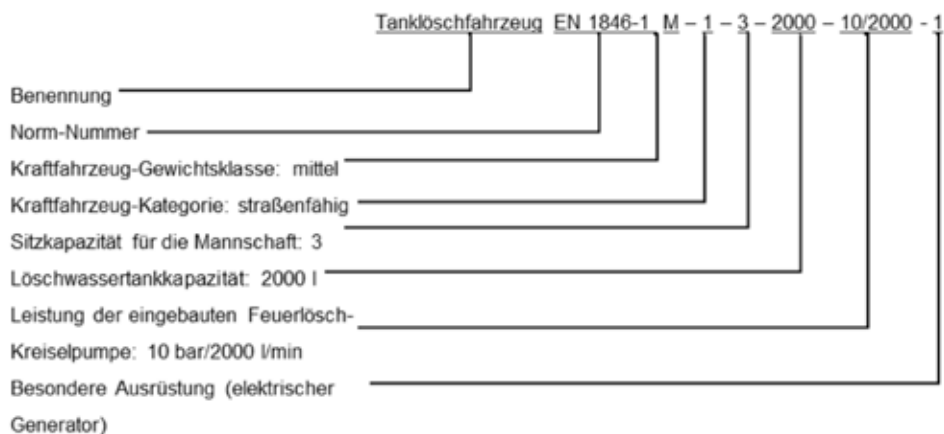 Tanklöschfahrzeug EN 1846-1 M – 1 – 3 – 2000 – 10/2000 - 1
Benennung
Norm-Nummer
Kraftfahrzeug-Gewichtsklasse: mittel
Kraftfahrzeug-Kategorie: straßenfähig
Sitzkapazität für die Mannschaft: 3
Löschwassertankkapazität: 2000 l
Leistung der eingebauten Feuerlösch-
Kreiselpumpe: 10 bar/2000 l/min
Besondere Ausrüstung (elektrischer
Generator)